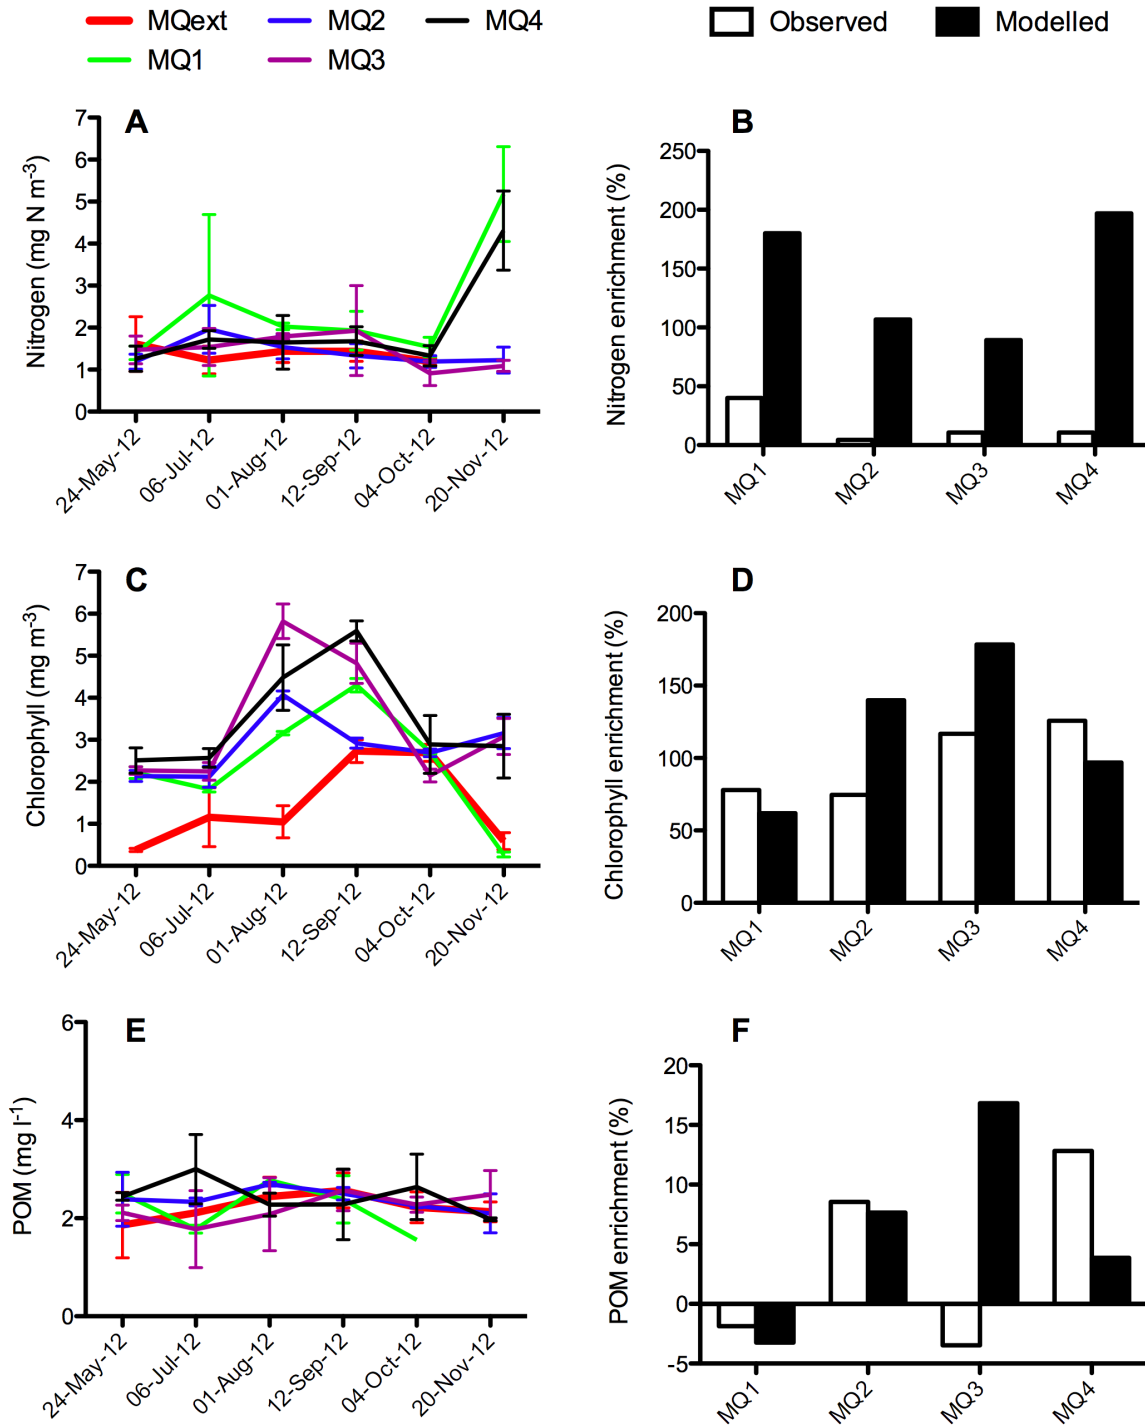 MQext MQ2 MQ4
MQ1 MQ3
Observed Modelled
A
Nitrogen (mg N m-3)
7
6
5
4
3
2
1
0
24-May-12 06-Jul-12 01-Aug-12 12-Sep-12 04-Oct-12 20-Nov-12
B
Nitrogen enrichment (%)
250
200
150
100
50
0
MQ1 MQ2 MQ3 MQ4
C
Chlorophyll (mg m-3)
7
6
5
4
3
2
1
0
24-May-12 06-Jul-12 01-Aug-12 12-Sep-12 04-Oct-12 20-Nov-12
D
Chlorophyll enrichment (%)
200
150
100
50
0
MQ1 MQ2 MQ3 MQ4
E
POM (mg l-1)
6
4
2
0
24-May-12 06-Jul-12 01-Aug-12 12-Sep-12 04-Oct-12 20-Nov-12
F
POM enrichment (%)
20
15
10
5
0
-5
MQ1 MQ2 MQ3 MQ4